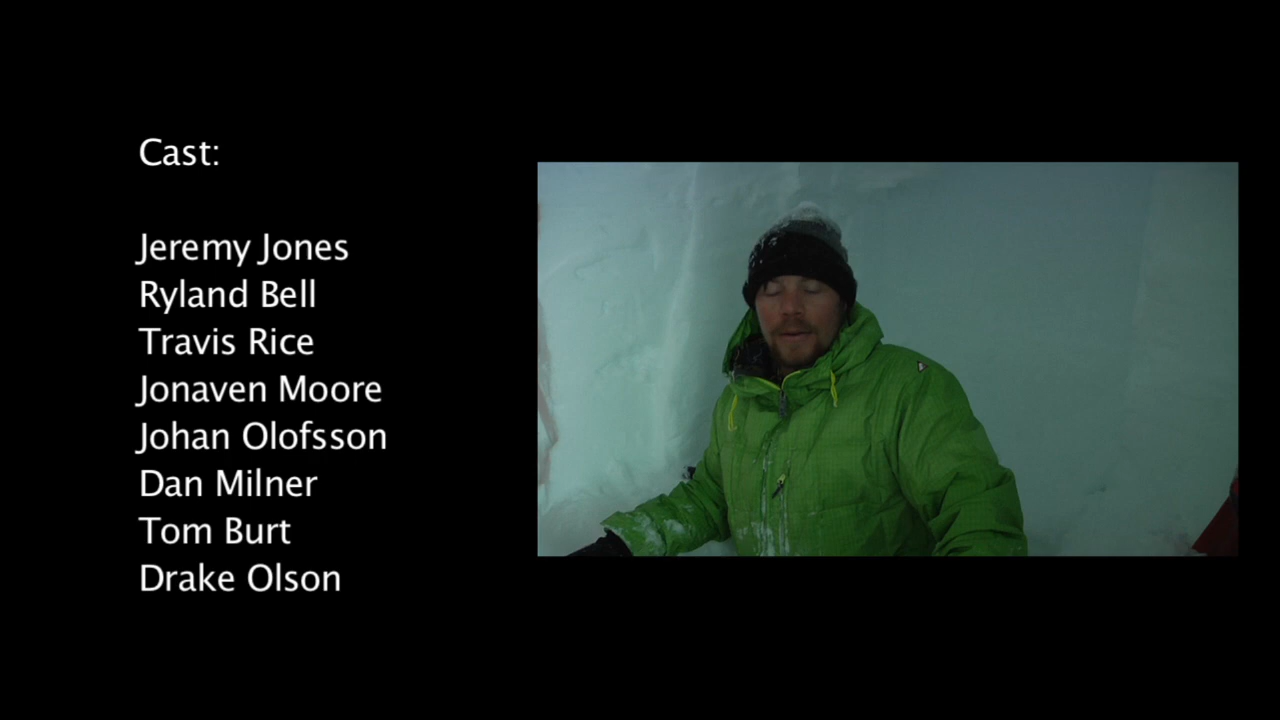 Cast:
Jeremy Jones
Ryland Bell
Travis Rice
Jonaven Moore
Johan Olofsson
Dan Milner
Tom Burt
Drake Olson